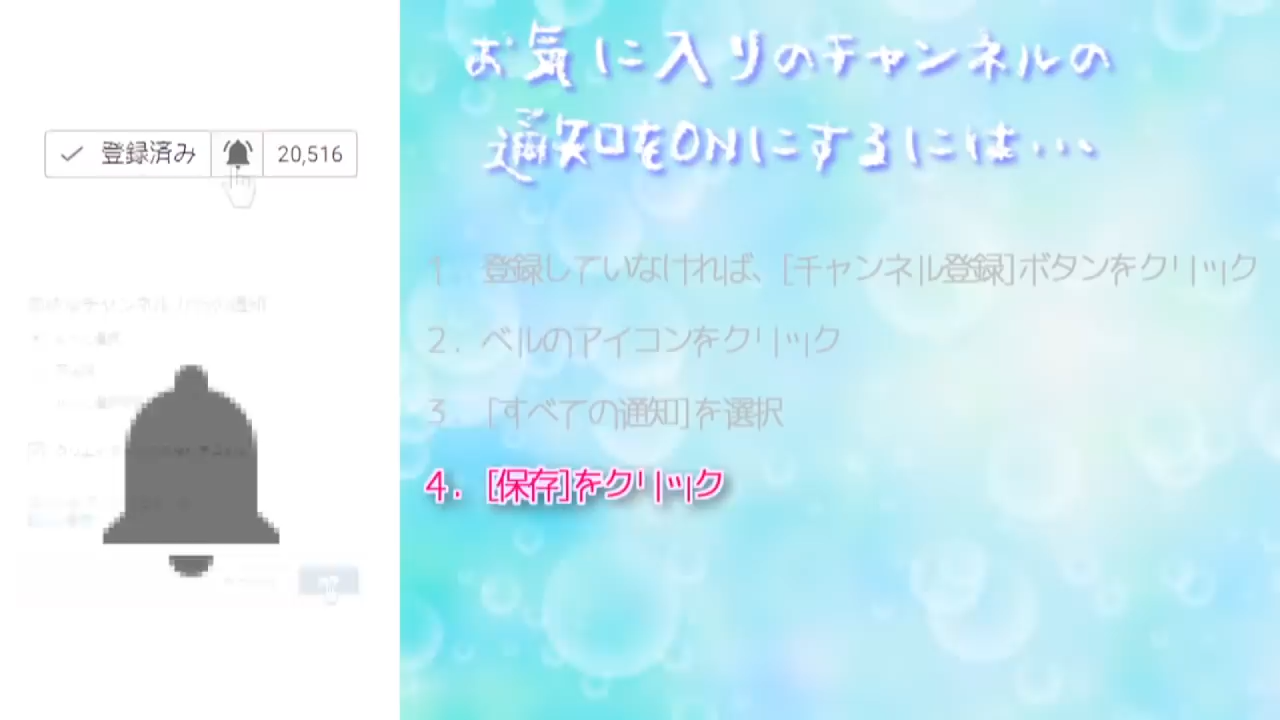 お気に入りのチャンネルの
通知をONにするには・・・
登録済み 20,516
1. 登録していなければ、[チャンネル登録]ボタンをクリック
2. ベルのアイコンをクリック
3. [すべての通知]を選択
4. [保存]をクリック